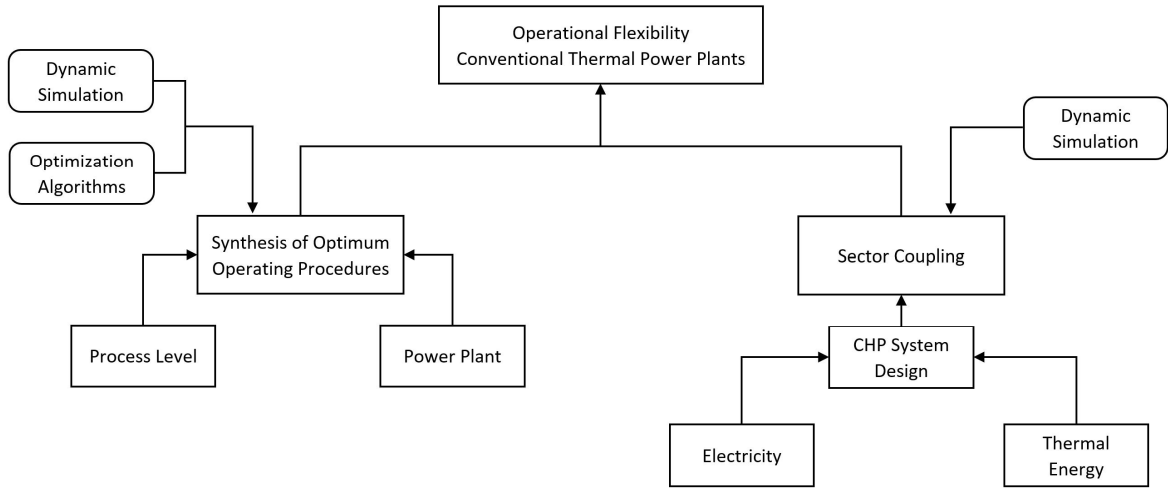 Operational Flexibility
Conventional Thermal Power Plants
Dynamic
Simulation
Optimization
Algorithms
Dynamic
Simulation
Synthesis of Optimum
Operating Procedures
Sector Coupling
Process Level
Power Plant
CHP System
Design
Electricity
Thermal
Energy